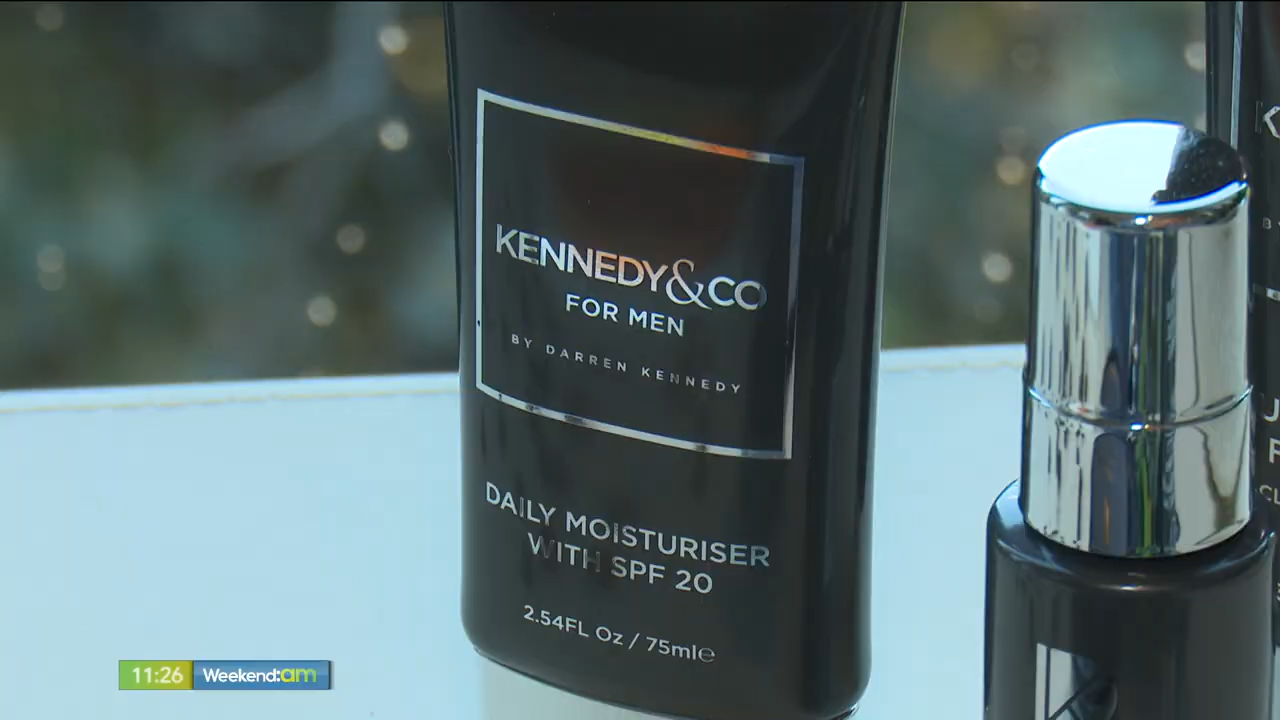 KENNEDY&CO
FOR MEN
BY DARREN KENNEDY
DAILY MOISTURISER
WITH SPF 20
2.54FL Oz / 75ml℮
K
11:26 Weekend:am